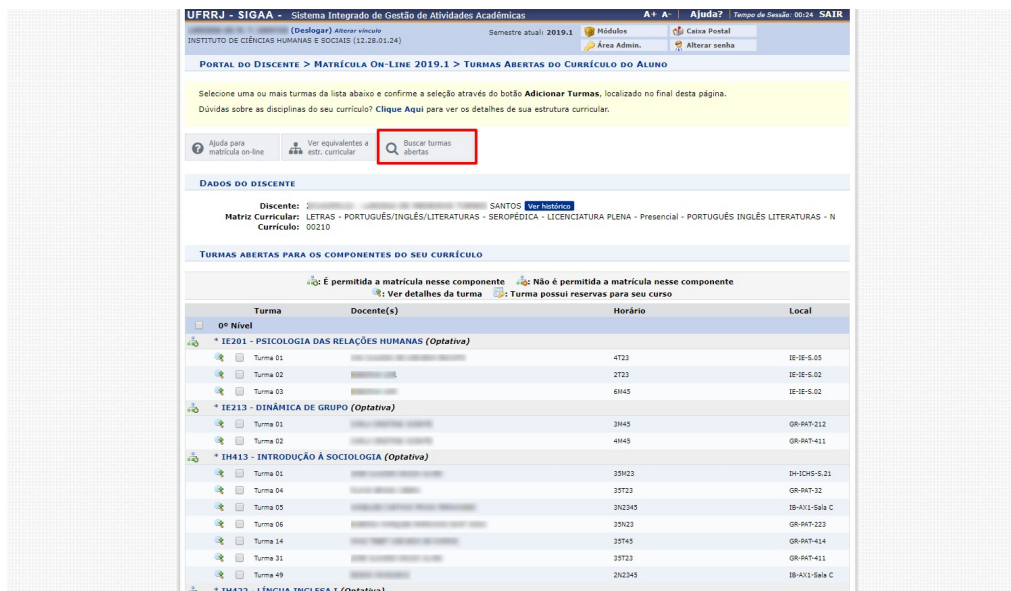 UFRRJ - SIGAA - Sistema Integrado de Gestão de Atividades Acadêmicas A+ A- Ajuda? Tempo de Sessão: 00:24 SAIR
(Deslogar) Alterar vínculo Semestre atual: 2019.1 Módulos Caixa Postal
INSTITUTO DE CIÊNCIAS HUMANAS E SOCIAIS (12.28.01.24) Área Admin. Alterar senha
PORTAL DO DISCENTE > MATRÍCULA ON-LINE 2019.1 > TURMAS ABERTAS DO CURRÍCULO DO ALUNO
Selecione uma ou mais turmas da lista abaixo e confirme a seleção através do botão Adicionar Turmas, localizado no final desta página.
Dúvidas sobre as disciplinas do seu currículo? Clique Aqui para ver os detalhes de sua estrutura curricular.
Ajuda para matrícula on-line
Ver equivalentes a estr. curricular
Buscar turmas abertas
DADOS DO DISCENTE
Discente: SANTOS Ver histórico
Matriz Curricular: LETRAS - PORTUGUÊS/INGLÊS/LITERATURAS - SEROPÉDICA - LICENCIATURA PLENA - Presencial - PORTUGUÊS INGLÊS LITERATURAS - N
Currículo: 00210
TURMAS ABERTAS PARA OS COMPONENTES DO SEU CURRÍCULO
: É permitida a matrícula nesse componente : Não é permitida a matrícula nesse componente
: Ver detalhes da turma : Turma possui reservas para seu curso
Turma Docente(s) Horário Local
0º Nível
* IE201 - PSICOLOGIA DAS RELAÇÕES HUMANAS (Optativa)
Turma 01 4T23 IE-IE-S.05
Turma 02 2T23 IE-IE-S.02
Turma 03 6M45 IE-IE-S.02
* IE213 - DINÂMICA DE GRUPO (Optativa)
Turma 01 3M45 GR-PAT-212
Turma 02 4M45 GR-PAT-411
* IH413 - INTRODUÇÃO À SOCIOLOGIA (Optativa)
Turma 01 35M23 IH-ICHS-S.21
Turma 04 35T23 GR-PAT-32
Turma 05 3N2345 IB-AX1-Sala C
Turma 06 35N23 GR-PAT-223
Turma 14 35T45 GR-PAT-414
Turma 31 35T23 GR-PAT-411
Turma 49 2N2345 IB-AX1-Sala C
* IH422 - LÍNGUA INGLESA I (Optativa)